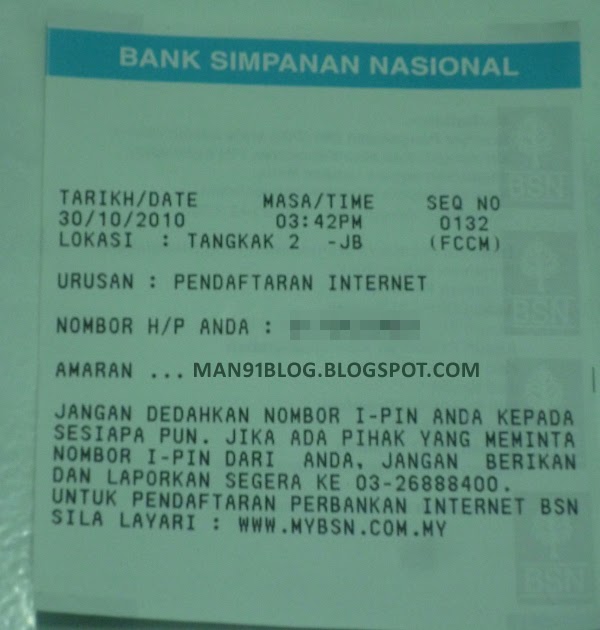 BANK SIMPANAN NASIONAL
TARIKH/DATE MASA/TIME SEQ NO
30/10/2010 03:42PM 0132
LOKASI : TANGKAK 2 -JB (FCCM)
URUSAN : PENDAFTARAN INTERNET
NOMBOR H/P ANDA :
AMARAN ... MAN91BLOG.BLOGSPOT.COM
JANGAN DEDAHKAN NOMBOR I-PIN ANDA KEPADA
SESIAPA PUN. JIKA ADA PIHAK YANG MEMINTA
NOMBOR I-PIN DARI ANDA, JANGAN BERIKAN
DAN LAPORKAN SEGERA KE 03-26888400.
UNTUK PENDAFTARAN PERBANKAN INTERNET BSN
SILA LAYARI : WWW.MYBSN.COM.MY
BSN
BSN
BSN
BSN